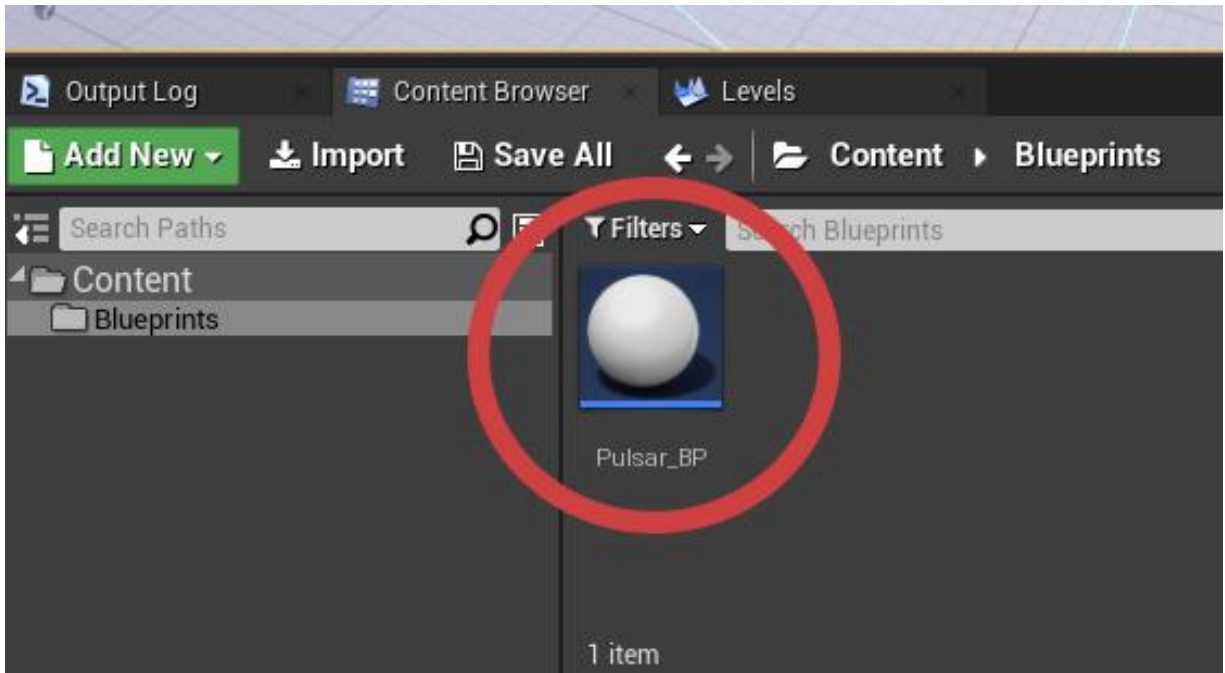 Output Log Content Browser Levels
Add New Import Save All Content Blueprints
Search Paths Filters Search Blueprints
Content
Blueprints
Pulsar_BP
1 item